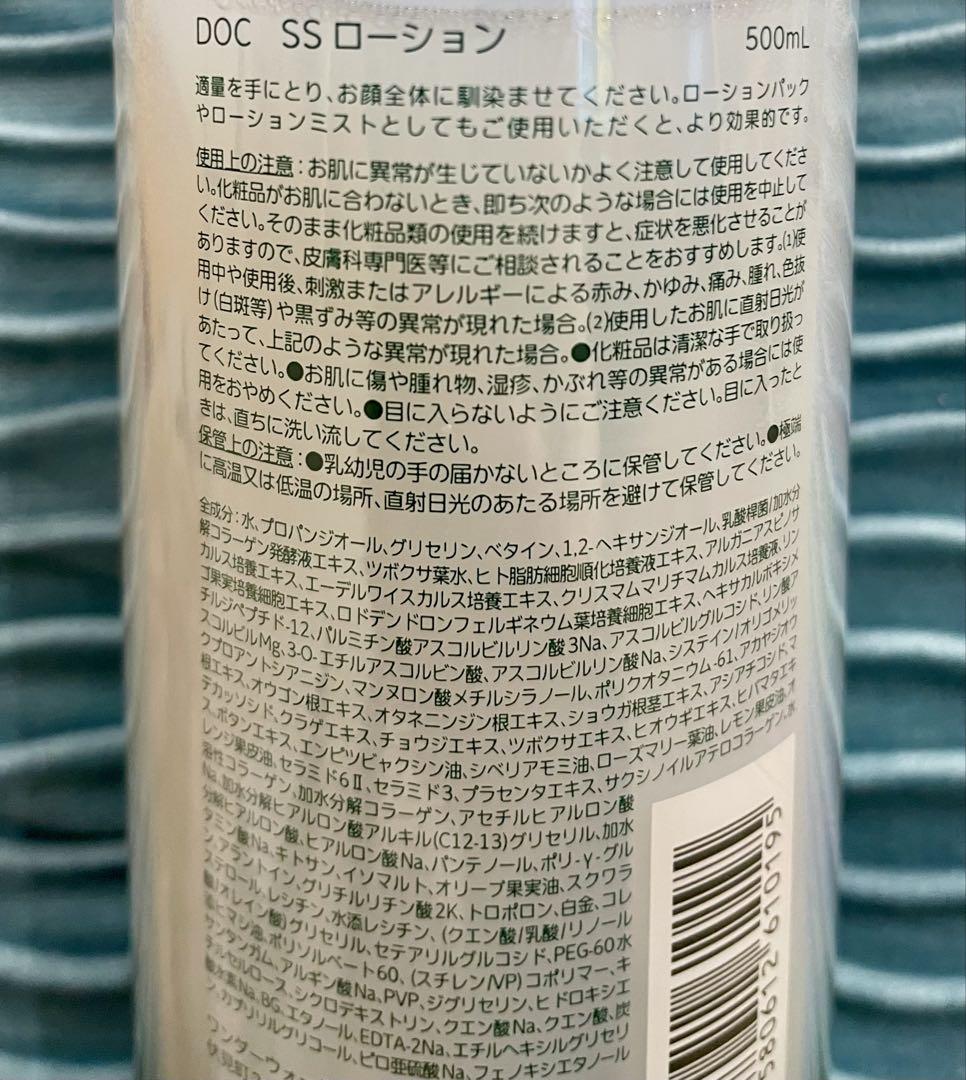 DOC SS ローション 500mL
適量を手にとり、お顔全体に馴染ませてください。ローションパック
やローションミストとしてもご使用いただくと、より効果的です。
使用上の注意：お肌に異常が生じていないかよく注意して使用してくださ
い。化粧品がお肌に合わないとき、即ち次のような場合には使用を中止して
ください。そのまま化粧品類の使用を続けますと、症状を悪化させることが
ありますので、皮膚科専門医等にご相談されることをおすすめします。(1)使
用中や使用後、刺激またはアレルギーによる赤み、かゆみ、痛み、腫れ、色抜
け(白斑等)や黒ずみ等の異常が現れた場合。(2)使用したお肌に直射日光が
あたって、上記のような異常が現れた場合。●化粧品は清潔な手で取り扱っ
てください。●お肌に傷や腫れ物、湿疹、かぶれ等の異常がある場合には使
用をおやめください。●目に入らないようにご注意ください。目に入ったと
きは、直ちに洗い流してください。
保管上の注意：●乳幼児の手の届かないところに保管してください。●極端
に高温又は低温の場所、直射日光のあたる場所を避けて保管してください。
全成分：水、プロパンジオール、グリセリン、ベタイン、1,2-ヘキサンジオール、乳酸桿菌/加水分
解コラーゲン発酵液エキス、ツボクサ葉水、ヒト脂肪細胞順化培養液エキス、アルガニアスピノサ
カルス培養エキス、エーデルワイスカルス培養エキス、クリスマムマリチマムカルス培養液、リン
ゴ果実培養細胞エキス、ロドデンドロンフェルギネウム葉培養細胞エキス、ヘキサカルボキシメ
チルジペプチド-12、パルミチン酸アスコルビルリン酸3Na、アスコルビルグルコシド、リン酸ア
スコルビルMg、3-O-エチルアスコルビン酸、アスコルビルリン酸Na、システイン/オリゴメリッ
クプロアントシアニジン、マンヌロン酸メチルシラノール、ポリクオタニウム-61、アカヤジオウ
根エキス、オウゴン根エキス、オタネニンジン根エキス、ショウガ根茎エキス、アシアチコシド、マ
デカッソシド、クララエキス、チョウジエキス、ツボクサエキス、ヒオウギエキス、ヒバマタエキ
ス、ボタンエキス、エンピツビャクシン油、シベリアモミ油、ローズマリー葉油、レモン果皮油、オ
レンジ果皮油、セラミド6Ⅱ、セラミド3、プラセンタエキス、サクシノイルアテロコラーゲン、水
溶性コラーゲン、加水分解コラーゲン、アセチルヒアルロン酸
Na、加水分解ヒアルロン酸アルキル(C12-13)グリセリル、加水
分解ヒアルロン酸、ヒアルロン酸Na、パンテノール、ポリ-γ-グル
タミン酸Na、キトサン、イソマルト、オリーブ果実油、スクワラ
ン、アラントイン、グリチルリチン酸2K、トロポロン、白金、コレ
ステロール、レシチン、水添レシチン、(クエン酸/乳酸/リノール
酸/オレイン酸)グリセリル、セテアリルグルコシド、PEG-60水
添ヒマシ油、ポリソルベート60、(スチレン/VP)コポリマー、キ
サンタンガム、アルギン酸Na、PVP、ジグリセリン、ヒドロキシエ
チルセルロース、シクロデキストリン、クエン酸Na、クエン酸、炭
酸水素Na、BG、エタノール、EDTA-2Na、エチルヘキシルグリセリ
ン、カプリリルグリコール、ピロ亜硫酸Na、フェノキシエタノール
ワンダーウォ
伏見町
580612 610195